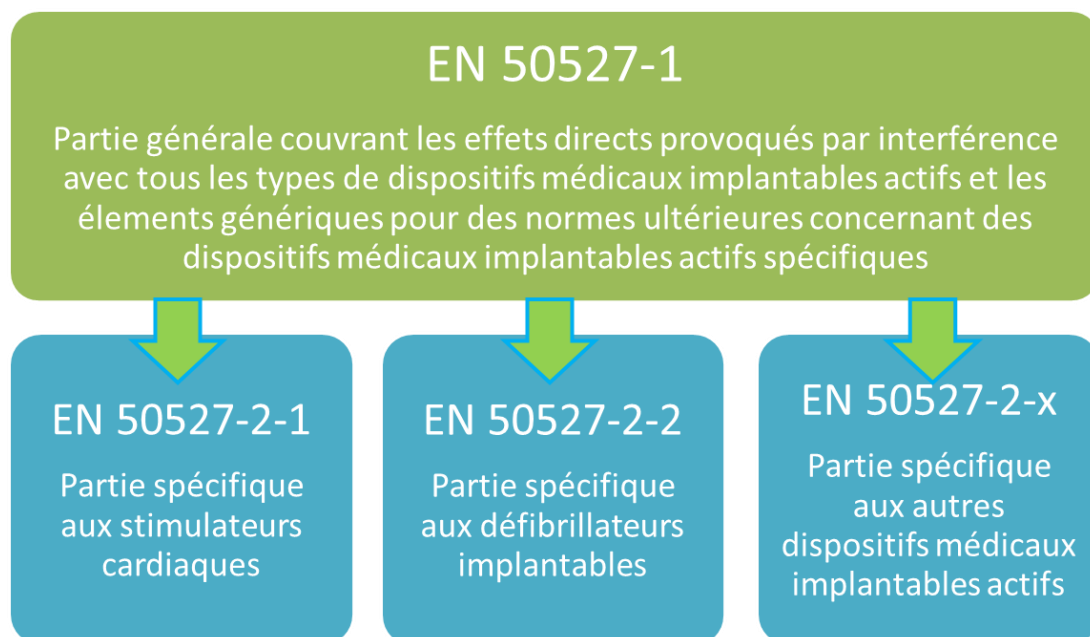 EN 50527-1
Partie générale couvrant les effets directs provoqués par interférence
avec tous les types de dispositifs médicaux implantables actifs et les
élements génériques pour des normes ultérieures concernant des
dispositifs médicaux implantables actifs spécifiques
EN 50527-2-1
Partie spécifique
aux stimulateurs
cardiaques
EN 50527-2-2
Partie spécifique
aux défibrillateurs
implantables
EN 50527-2-x
Partie spécifique
aux autres
dispositifs médicaux
implantables actifs